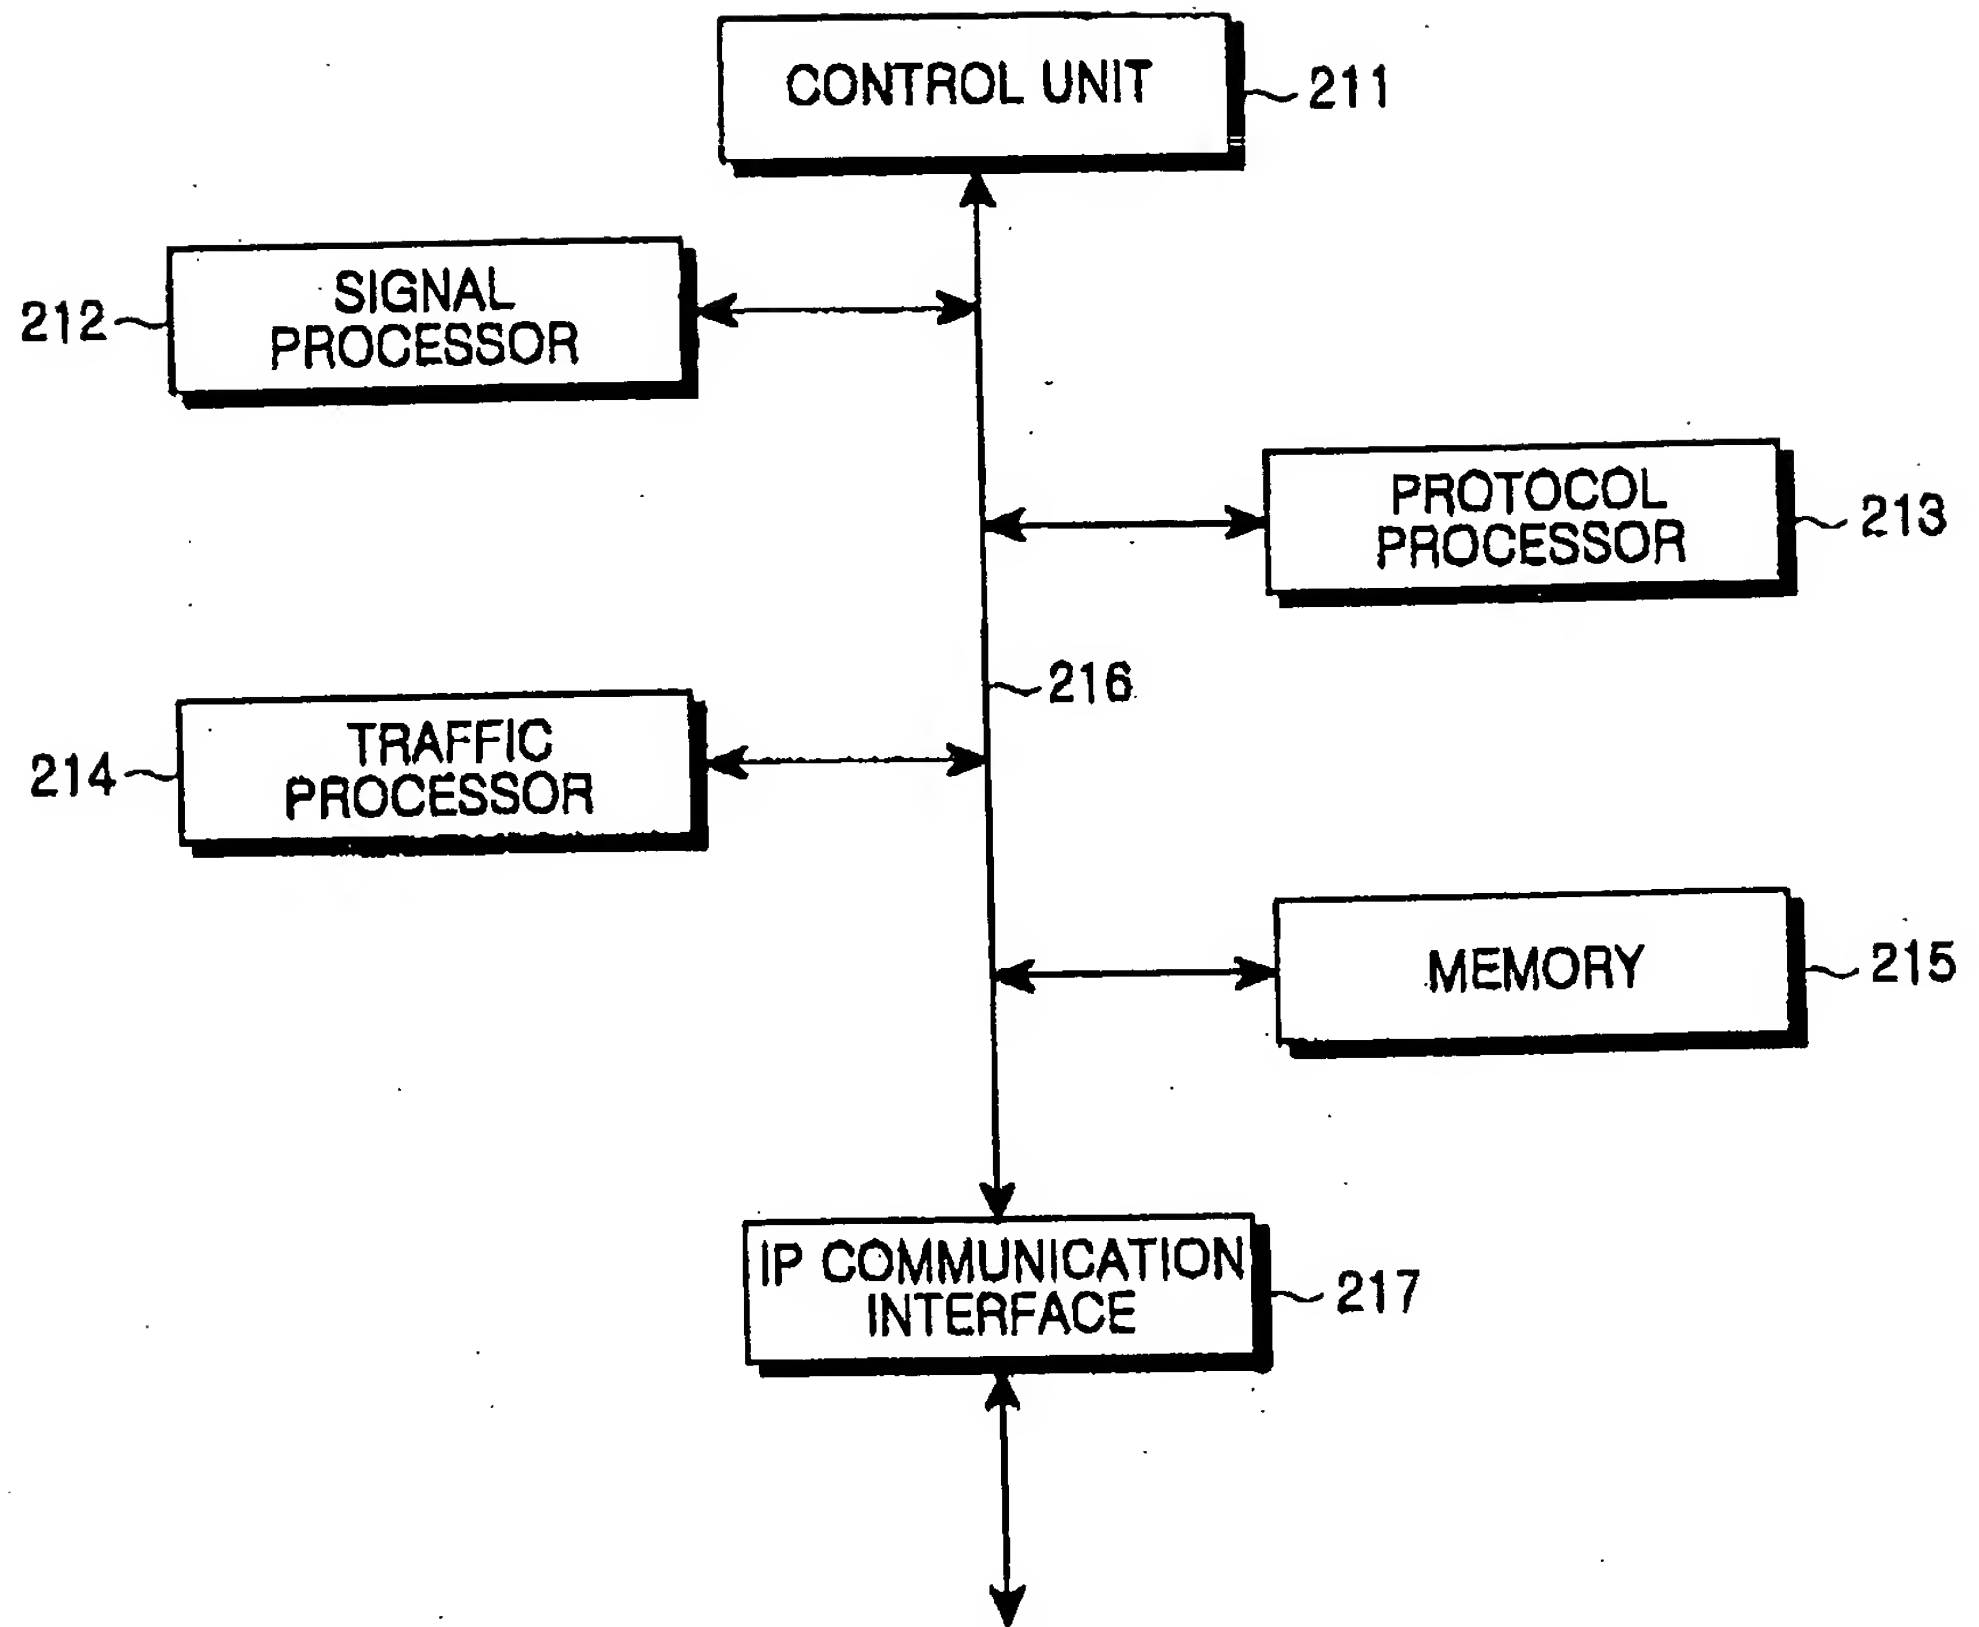 CONTROL UNIT
211
SIGNAL
PROCESSOR
212
PROTOCOL
PROCESSOR
213
216
TRAFFIC
PROCESSOR
214
MEMORY
215
IP COMMUNICATION
INTERFACE
217